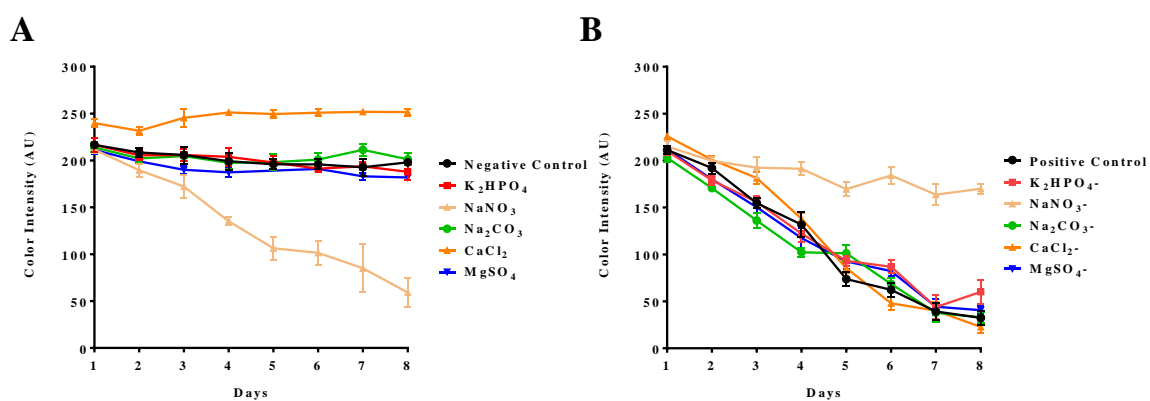 A
300
250
200
150
100
50
0
Color Intensity (AU)
1 2 3 4 5 6 7 8
Days
Negative Control
K₂HPO₄
NaNO₃
Na₂CO₃
CaCl₂
MgSO₄
B
300
250
200
150
100
50
0
Color Intensity (AU)
1 2 3 4 5 6 7 8
Days
Positive Control
K₂HPO₄-
NaNO₃-
Na₂CO₃-
CaCl₂-
MgSO₄-